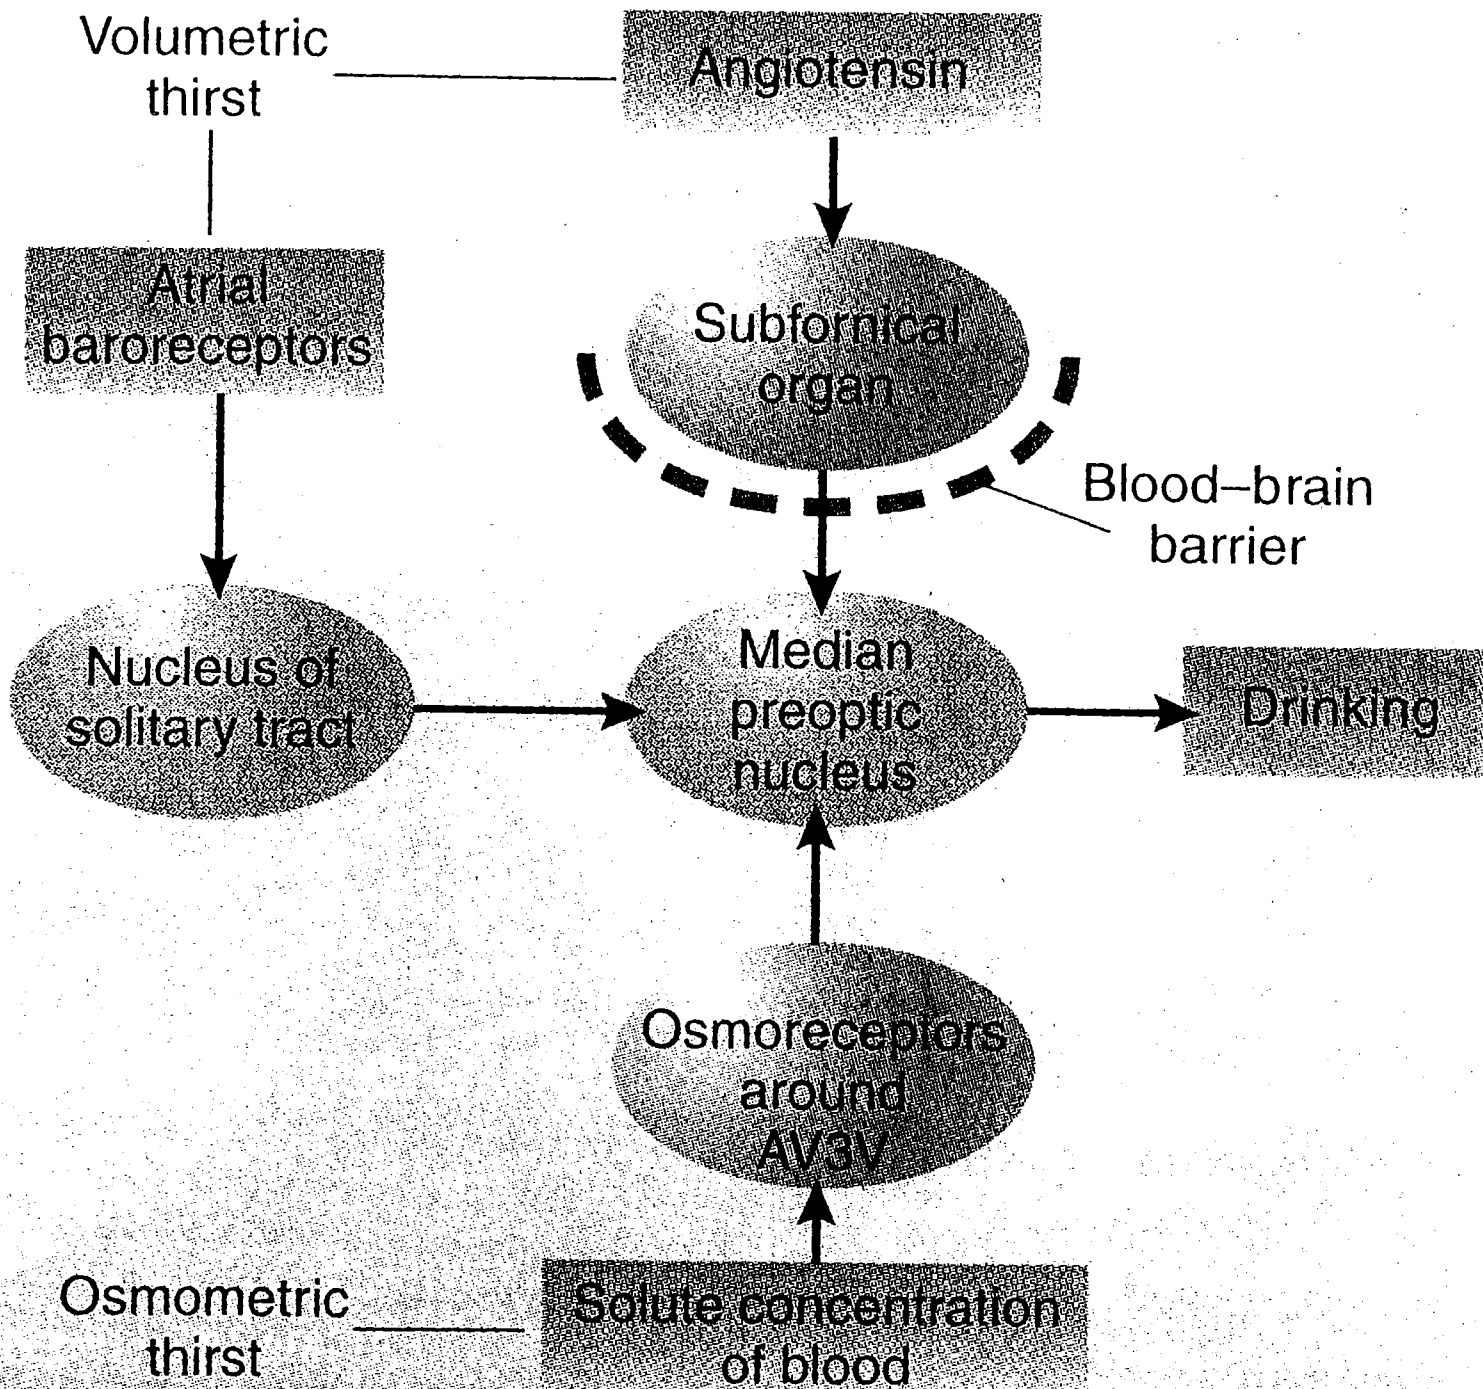 Volumetric
thirst
Angiotensin
Atrial
baroreceptors
Subfornical
organ
Blood–brain
barrier
Nucleus of
solitary tract
Median
preoptic
nucleus
Drinking
Osmoreceptors
around
AV3V
Osmometric
thirst
Solute concentration
of blood